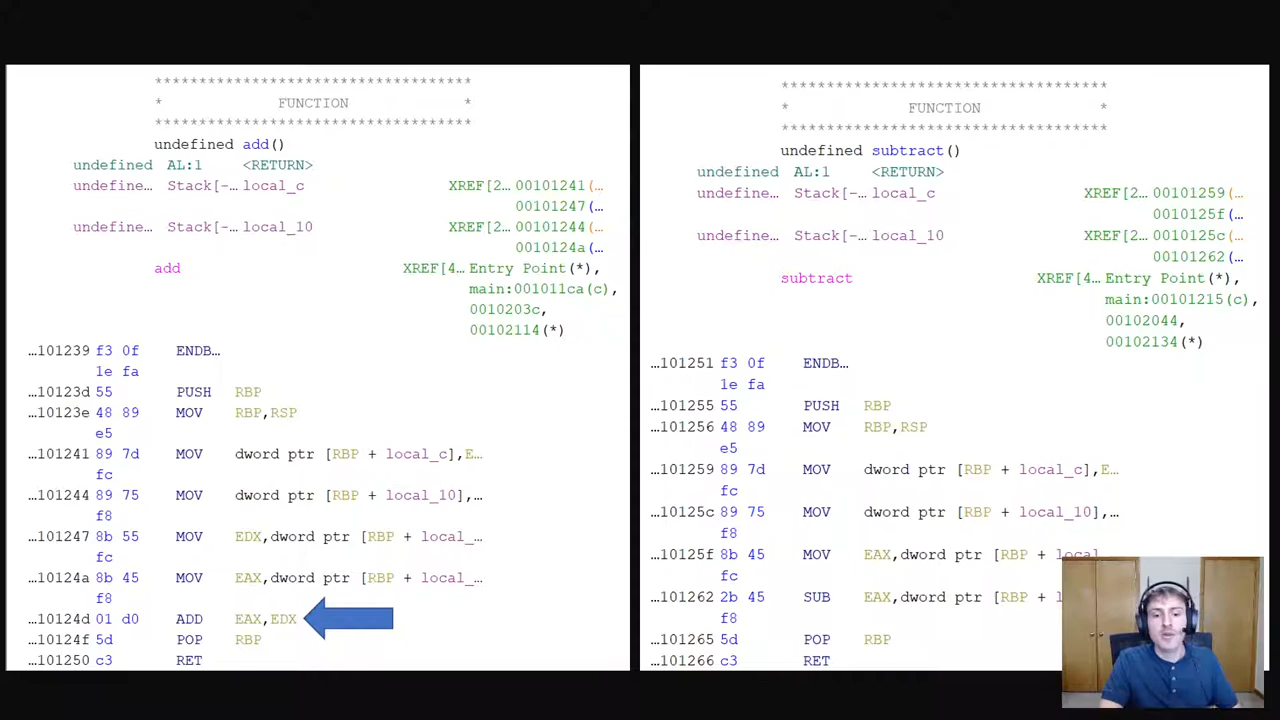 ***********************************
* FUNCTION *
***********************************
undefined add()
undefined AL:1 <RETURN>
undefine… Stack[-… local_c XREF[2… 00101241(…
00101247(…
undefine… Stack[-… local_10 XREF[2… 00101244(…
0010124a(…
add XREF[4… Entry Point(*),
main:001011ca(c),
0010203c,
00102114(*)
…101239 f3 0f ENDB…
1e fa
…10123d 55 PUSH RBP
…10123e 48 89 MOV RBP,RSP
e5
…101241 89 7d MOV dword ptr [RBP + local_c],E…
fc
…101244 89 75 MOV dword ptr [RBP + local_10],…
f8
…101247 8b 55 MOV EDX,dword ptr [RBP + local_…
fc
…10124a 8b 45 MOV EAX,dword ptr [RBP + local_…
f8
…10124d 01 d0 ADD EAX,EDX
…10124f 5d POP RBP
…101250 c3 RET
***********************************
* FUNCTION *
***********************************
undefined subtract()
undefined AL:1 <RETURN>
undefine… Stack[-… local_c XREF[2… 00101259(…
0010125f(…
undefine… Stack[-… local_10 XREF[2… 0010125c(…
00101262(…
subtract XREF[4… Entry Point(*),
main:00101215(c),
00102044,
00102134(*)
…101251 f3 0f ENDB…
1e fa
…101255 55 PUSH RBP
…101256 48 89 MOV RBP,RSP
e5
…101259 89 7d MOV dword ptr [RBP + local_c],E…
fc
…10125c 89 75 MOV dword ptr [RBP + local_10],…
f8
…10125f 8b 45 MOV EAX,dword ptr [RBP + local
fc
…101262 2b 45 SUB EAX,dword ptr [RBP + l
f8
…101265 5d POP RBP
…101266 c3 RET